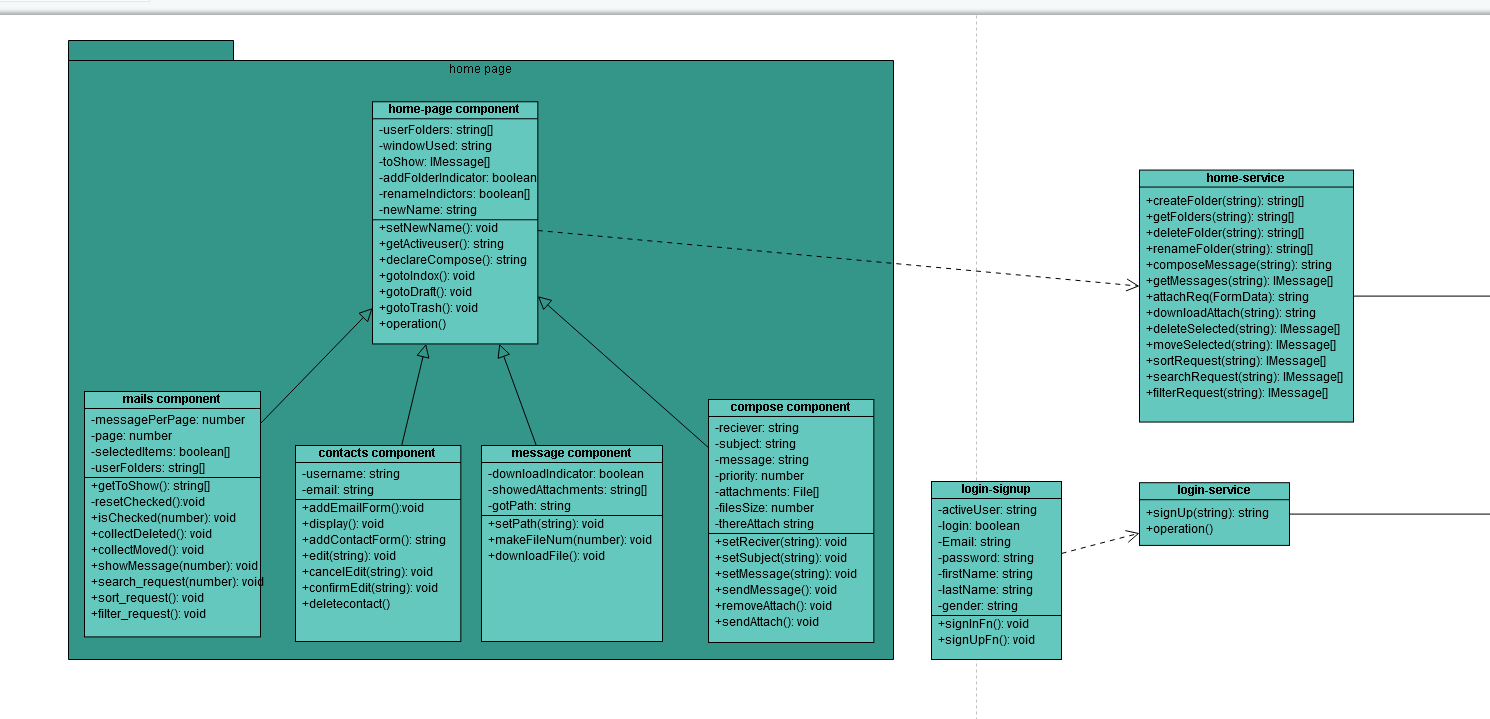 home page
home-page component
-userFolders: string[]
-windowUsed: string
-toShow: IMessage[]
-addFolderIndicator: boolean
-renameIndictors: boolean[]
-newName: string
+setNewName(): void
+getActiveuser(): string
+declareCompose(): string
+gotoIndox(): void
+gotoDraft(): void
+gotoTrash(): void
+operation()
mails component
-messagePerPage: number
-page: number
-selectedItems: boolean[]
-userFolders: string[]
+getToShow(): string[]
-resetChecked():void
+isChecked(number): void
+collectDeleted(): void
+collectMoved(): void
+showMessage(number): void
+search_request(number): void
+sort_request(): void
+filter_request(): void
contacts component
-username: string
-email: string
+addEmailForm():void
+display(): void
+addContactForm(): string
+edit(string): void
+cancelEdit(string): void
+confirmEdit(string): void
+deletecontact()
message component
-downloadIndicator: boolean
-showedAttachments: string[]
-gotPath: string
+setPath(string): void
+makeFileNum(number): void
+downloadFile(): void
compose component
-reciever: string
-subject: string
-message: string
-priority: number
-attachments: File[]
-filesSize: number
-thereAttach string
+setReciver(string): void
+setSubject(string): void
+setMessage(string): void
+sendMessage(): void
+removeAttach(): void
+sendAttach(): void
home-service
+createFolder(string): string[]
+getFolders(string): string[]
+deleteFolder(string): string[]
+renameFolder(string): string[]
+composeMessage(string): string
+getMessages(string): IMessage[]
+attachReq(FormData): string
+downloadAttach(string): string
+deleteSelected(string): IMessage[]
+moveSelected(string): IMessage[]
+sortRequest(string): IMessage[]
+searchRequest(string): IMessage[]
+filterRequest(string): IMessage[]
login-signup
-activeUser: string
-login: boolean
-Email: string
-password: string
-firstName: string
-lastName: string
-gender: string
+signInFn(): void
+signUpFn(): void
login-service
+signUp(string): string
+operation()